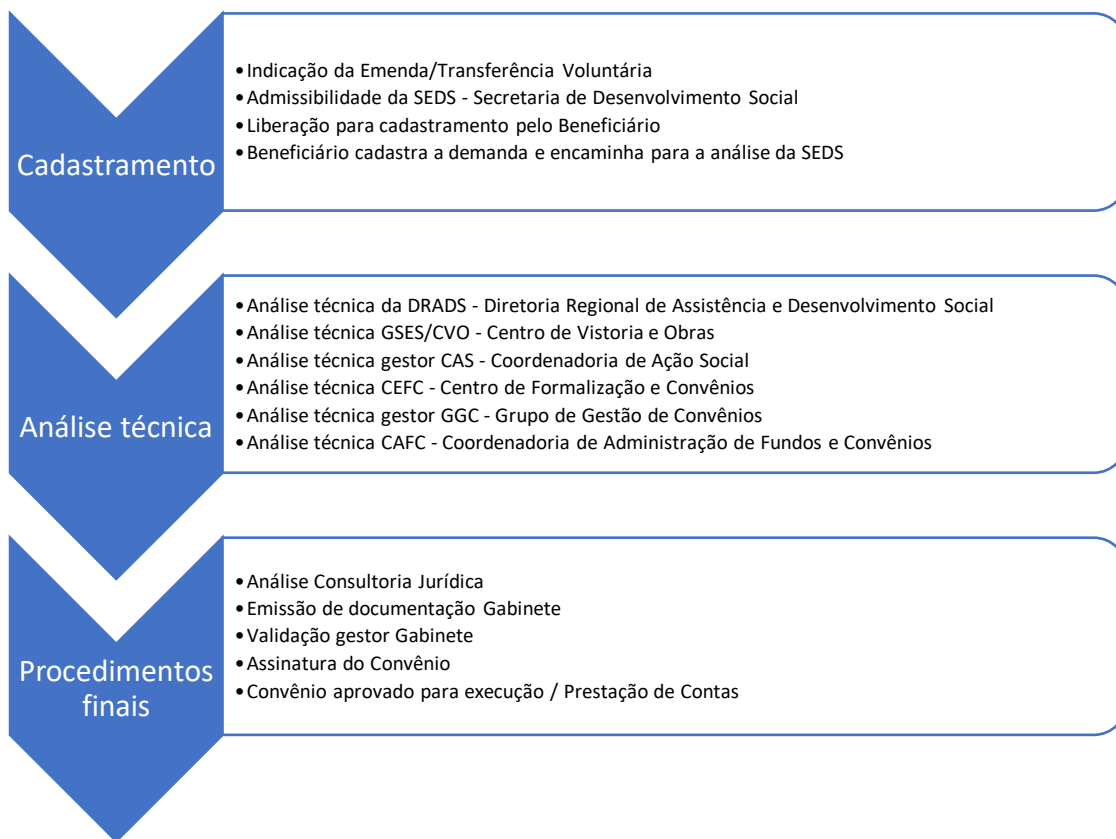 Cadastramento
•Indicação da Emenda/Transferência Voluntária
•Admissibilidade da SEDS - Secretaria de Desenvolvimento Social
•Liberação para cadastramento pelo Beneficiário
•Beneficiário cadastra a demanda e encaminha para a análise da SEDS
Análise técnica
•Análise técnica da DRADS - Diretoria Regional de Assistência e Desenvolvimento Social
•Análise técnica GSES/CVO - Centro de Vistoria e Obras
•Análise técnica gestor CAS - Coordenadoria de Ação Social
•Análise técnica CEFC - Centro de Formalização e Convênios
•Análise técnica gestor GGC - Grupo de Gestão de Convênios
•Análise técnica CAFC - Coordenadoria de Administração de Fundos e Convênios
Procedimentos
finais
•Análise Consultoria Jurídica
•Emissão de documentação Gabinete
•Validação gestor Gabinete
•Assinatura do Convênio
•Convênio aprovado para execução / Prestação de Contas